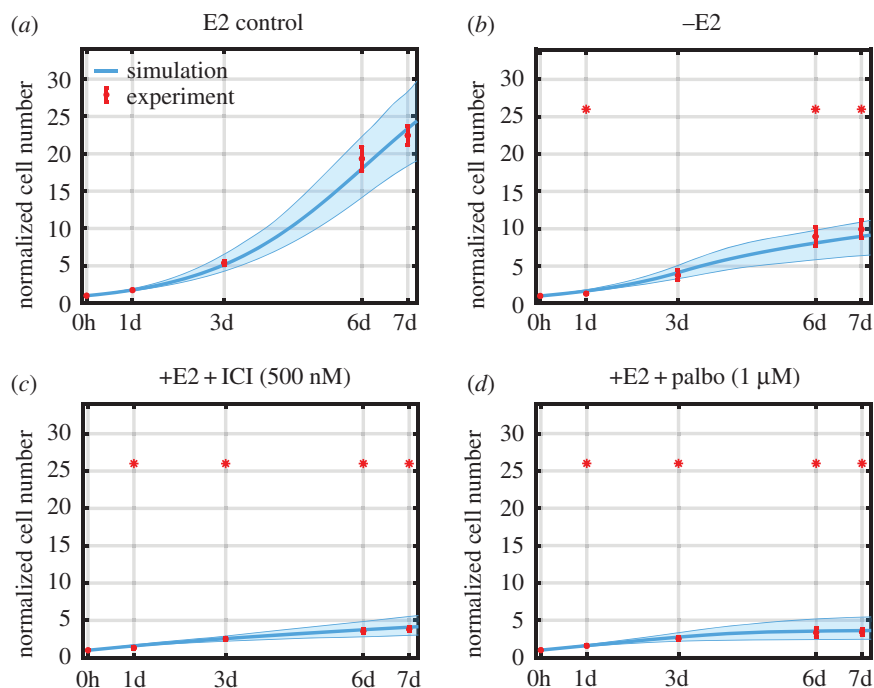 (a) E2 control
normalized cell number
30
25
20
15
10
5
0
simulation
experiment
0h 1d 3d 6d 7d
(b) –E2
normalized cell number
30
25
20
15
10
5
0
0h 1d 3d 6d 7d
(c) +E2 + ICI (500 nM)
normalized cell number
30
25
20
15
10
5
0
0h 1d 3d 6d 7d
(d) +E2 + palbo (1 μM)
normalized cell number
30
25
20
15
10
5
0
0h 1d 3d 6d 7d